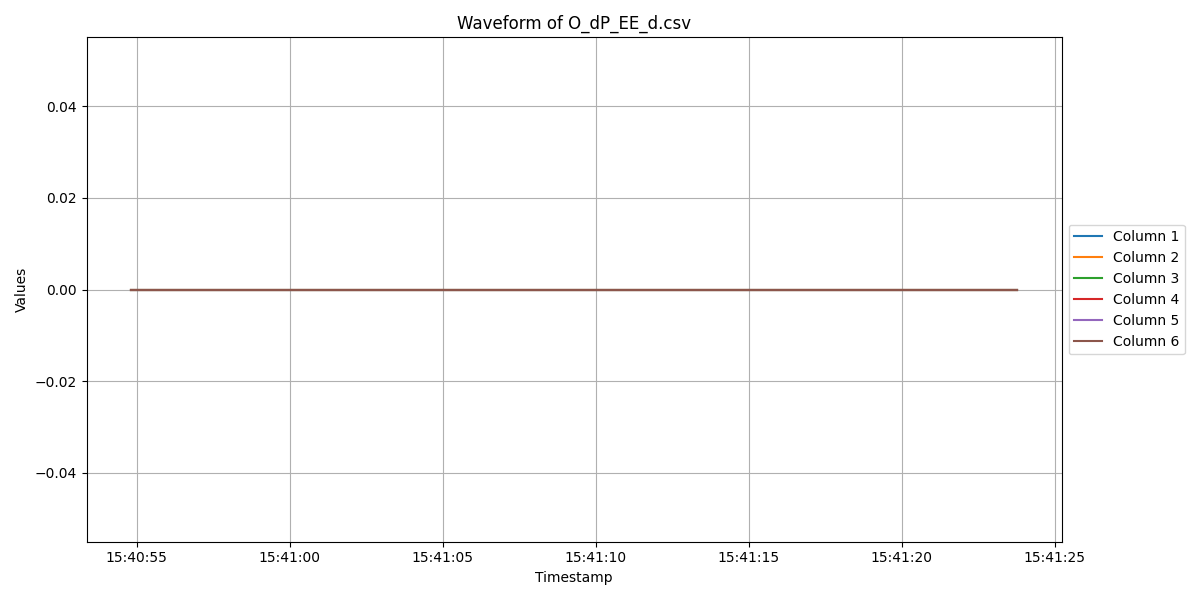 Waveform of O_dP_EE_d.csv
Values
0.04
0.02
0.00
−0.02
−0.04
15:40:55 15:41:00 15:41:05 15:41:10 15:41:15 15:41:20 15:41:25
Timestamp
Column 1
Column 2
Column 3
Column 4
Column 5
Column 6